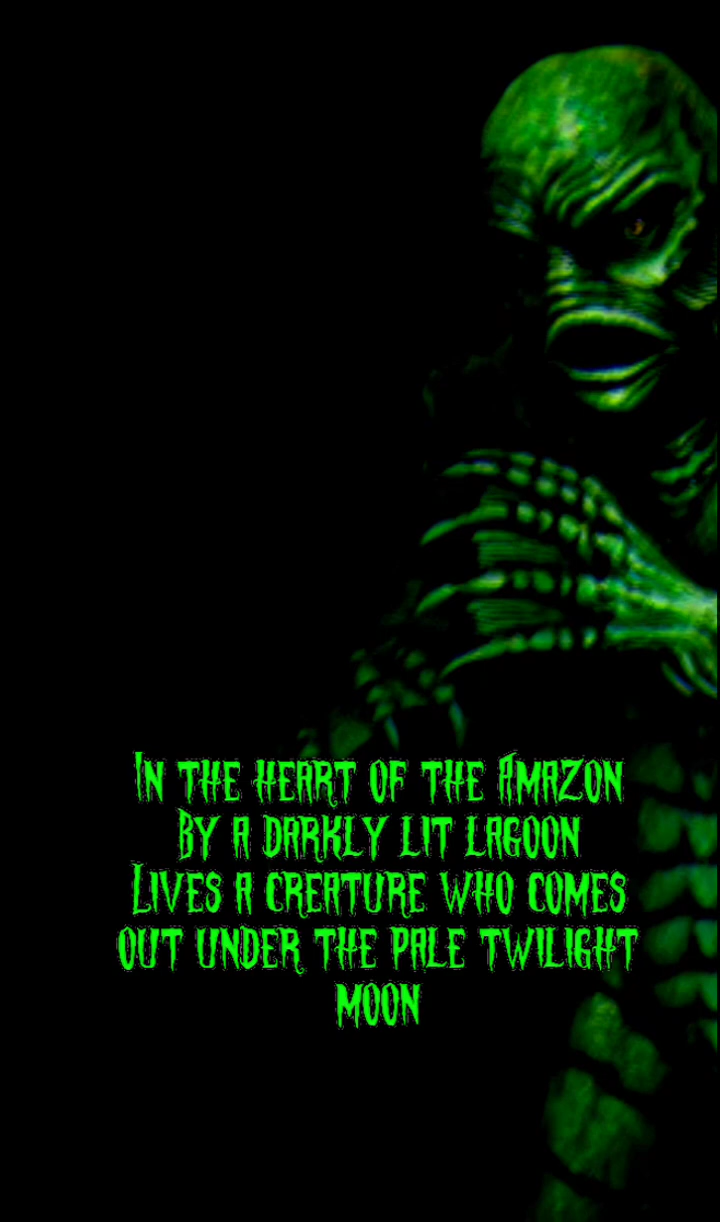 In the heart of the Amazon
By a darkly lit lagoon
Lives a creature who comes
out under the pale twilight
moon